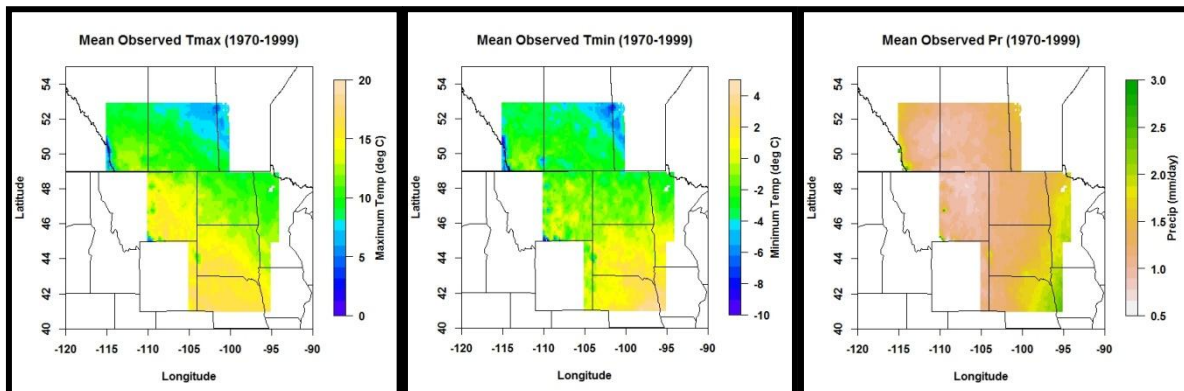 Mean Observed Tmax (1970-1999)
54
52
50
48
46
44
42
40
Latitude
-120 -115 -110 -105 -100 -95 -90
Longitude
20
15
10
5
0
Maximum Temp (deg C)
Mean Observed Tmin (1970-1999)
54
52
50
48
46
44
42
40
Latitude
-120 -115 -110 -105 -100 -95 -90
Longitude
4
2
0
-2
-4
-6
-8
-10
Minimum Temp (deg C)
Mean Observed Pr (1970-1999)
54
52
50
48
46
44
42
40
Latitude
-120 -115 -110 -105 -100 -95 -90
Longitude
3.0
2.5
2.0
1.5
1.0
0.5
Precip (mm/day)